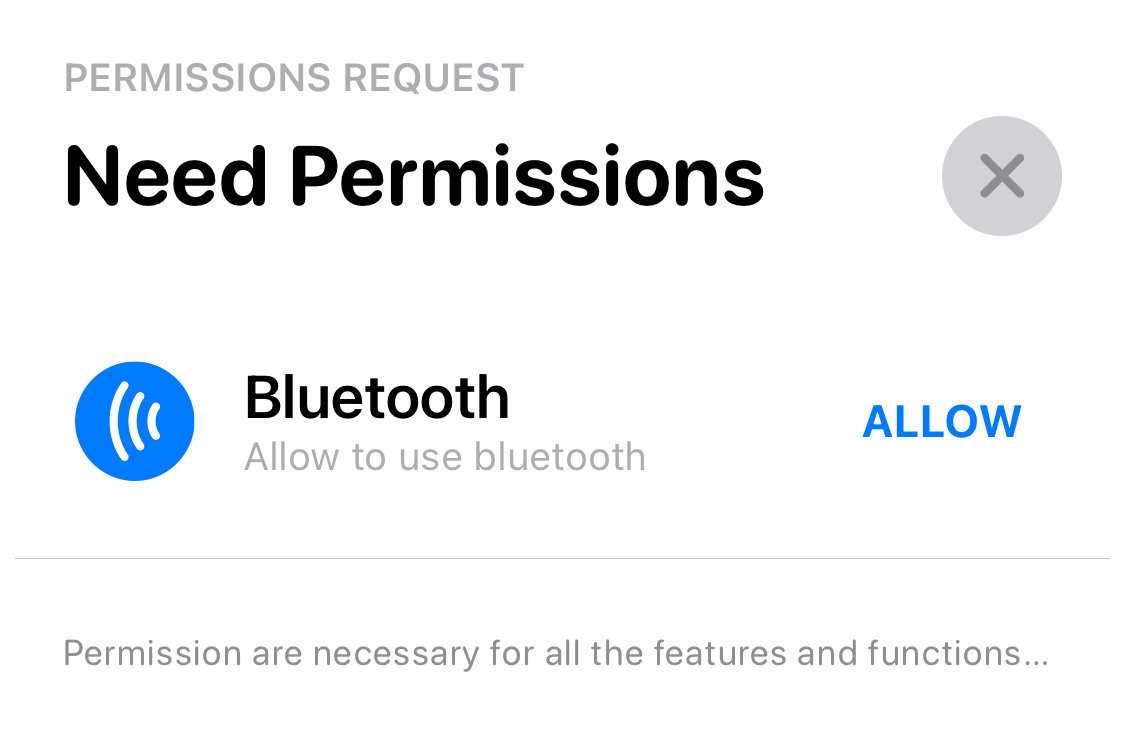 PERMISSIONS REQUEST
Need Permissions
Bluetooth
Allow to use bluetooth
ALLOW
Permission are necessary for all the features and functions...